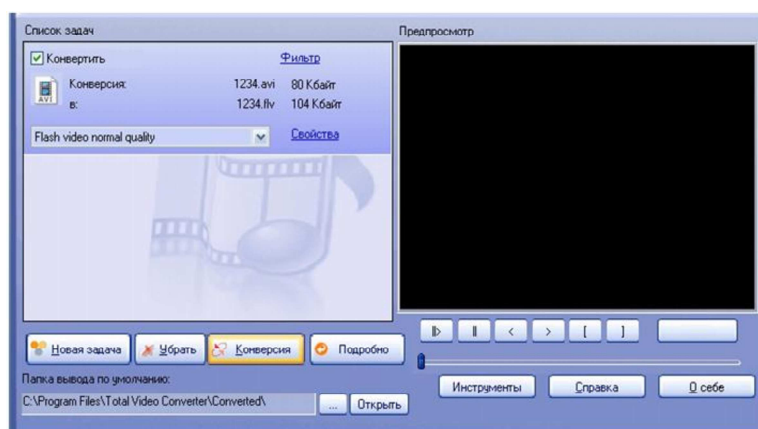 Список задач
Предпросмотр
Конвертить
Фильтр
AVI
Конверсия: 1234.avi 80 Кбайт
в: 1234.flv 104 Кбайт
Flash video normal quality
Свойства
Новая задача
Убрать
Конверсия
Подробно
Папка вывода по умолчанию:
C:\Program Files\Total Video Converter\Converted\
...
Открыть
[
]
Инструменты
Справка
О себе